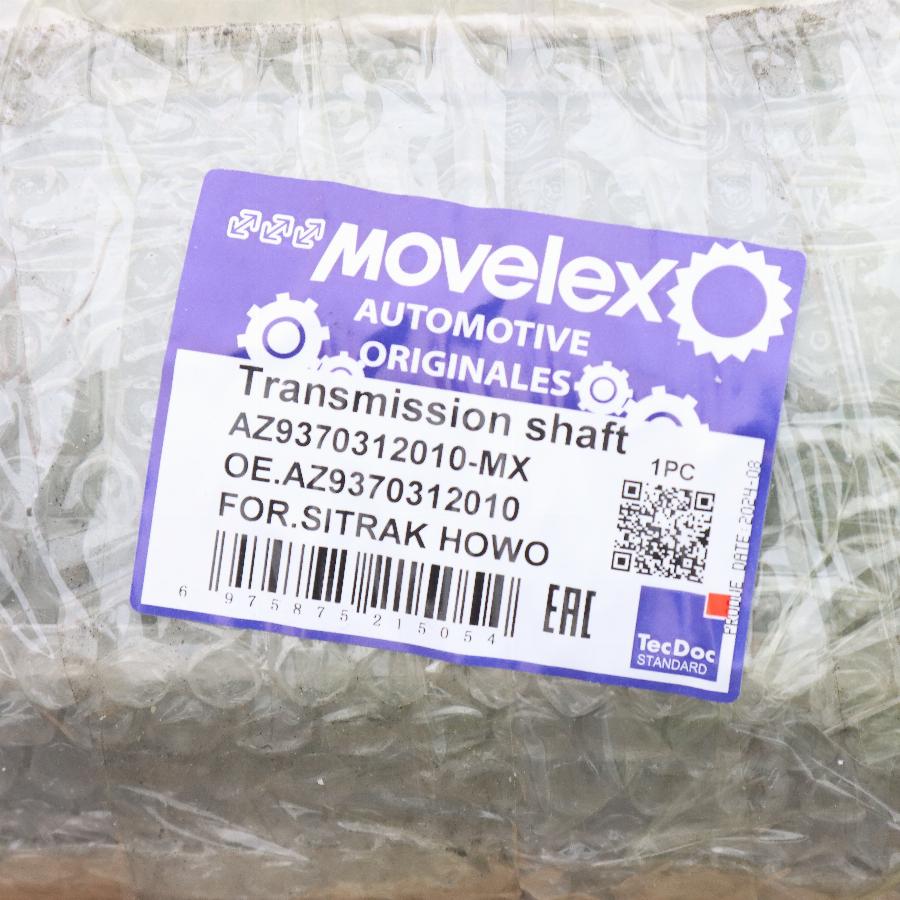 MOVELEX
AUTOMOTIVE
ORIGINALES
Transmission shaft
AZ9370312010-MX
OE.AZ9370312010
FOR.SITRAK HOWO
1PC
6 975875 215054
EAC
TecDoc
STANDARD
DATE 2024-08